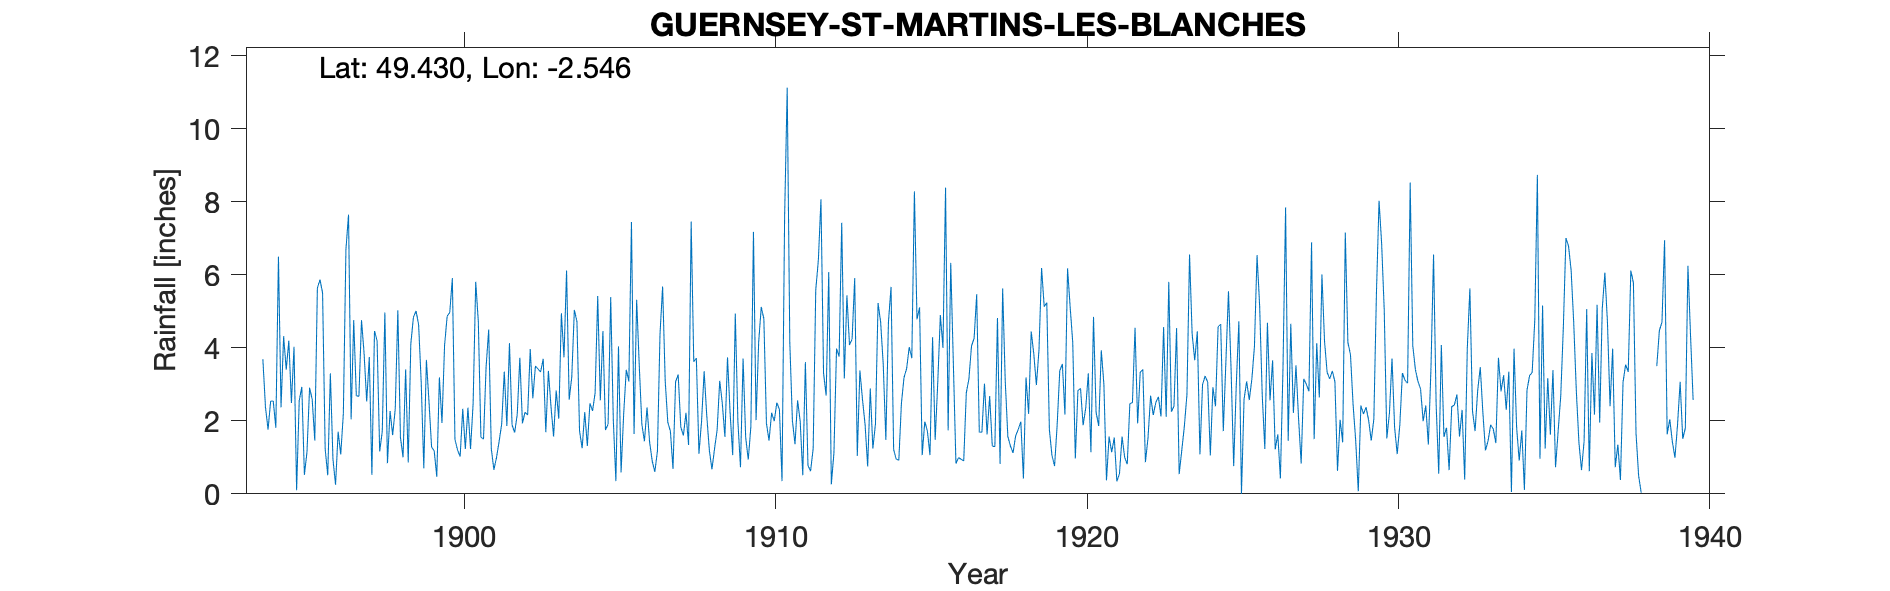 GUERNSEY-ST-MARTINS-LES-BLANCHES
Lat: 49.430, Lon: -2.546
12
10
8
6
4
2
0
Rainfall [inches]
1900 1910 1920 1930 1940
Year